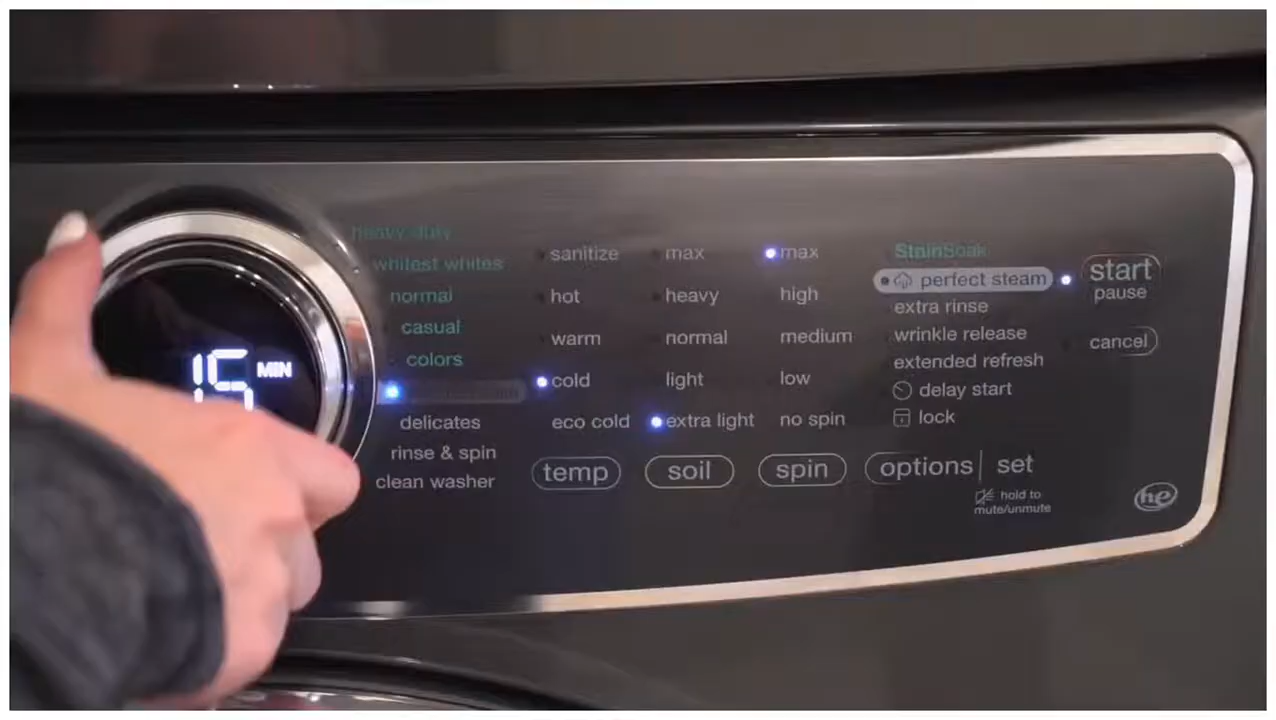 15 MIN
heavy duty
whitest whites
normal
casual
colors
delicates
rinse & spin
clean washer
sanitize
hot
warm
cold
eco cold
temp
max
heavy
normal
light
extra light
soil
max
high
medium
low
no spin
spin
StainSoak
perfect steam
extra rinse
wrinkle release
extended refresh
delay start
lock
options | set
hold to
mute/unmute
start
pause
cancel
he